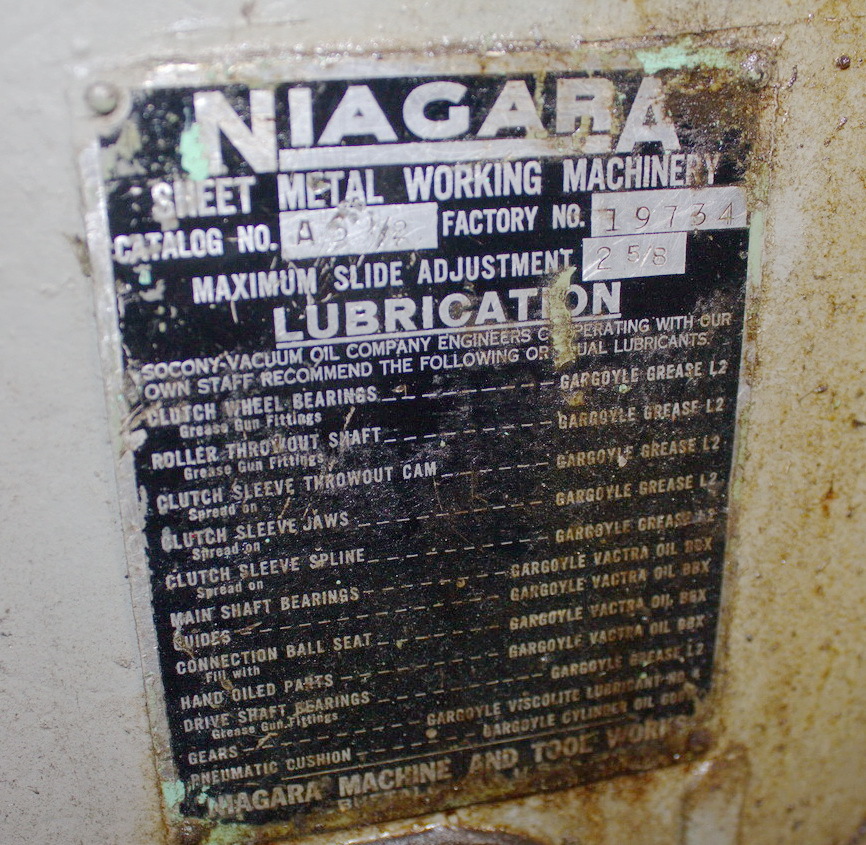 NIAGARA
SHEET METAL WORKING MACHINERY
CATALOG NO. A 3 1/2 FACTORY NO. 19734
MAXIMUM SLIDE ADJUSTMENT 2 5/8
LUBRICATION
SOCONY-VACUUM OIL COMPANY ENGINEERS COOPERATING WITH OUR
OWN STAFF RECOMMEND THE FOLLOWING OR EQUAL LUBRICANTS.
CLUTCH WHEEL BEARINGS GARGOYLE GREASE L2
Grease Gun Fittings
ROLLER THROWOUT SHAFT GARGOYLE GREASE L2
Grease Gun Fittings
CLUTCH SLEEVE THROWOUT CAM GARGOYLE GREASE L2
Spread on
CLUTCH SLEEVE JAWS GARGOYLE GREASE L2
Spread on
CLUTCH SLEEVE SPLINE GARGOYLE GREASE L2
Spread on
MAIN SHAFT BEARINGS GARGOYLE VACTRA OIL BBX
GUIDES GARGOYLE VACTRA OIL BBX
CONNECTION BALL SEAT GARGOYLE VACTRA OIL BBX
Fill with
HAND OILED PARTS GARGOYLE VACTRA OIL BBX
DRIVE SHAFT BEARINGS GARGOYLE GREASE L2
Grease Gun Fittings
GEARS GARGOYLE VISCOLITE LUBRICANT NO.
PNEUMATIC CUSHION GARGOYLE CYLINDER OIL
NIAGARA MACHINE AND TOOL WORKS